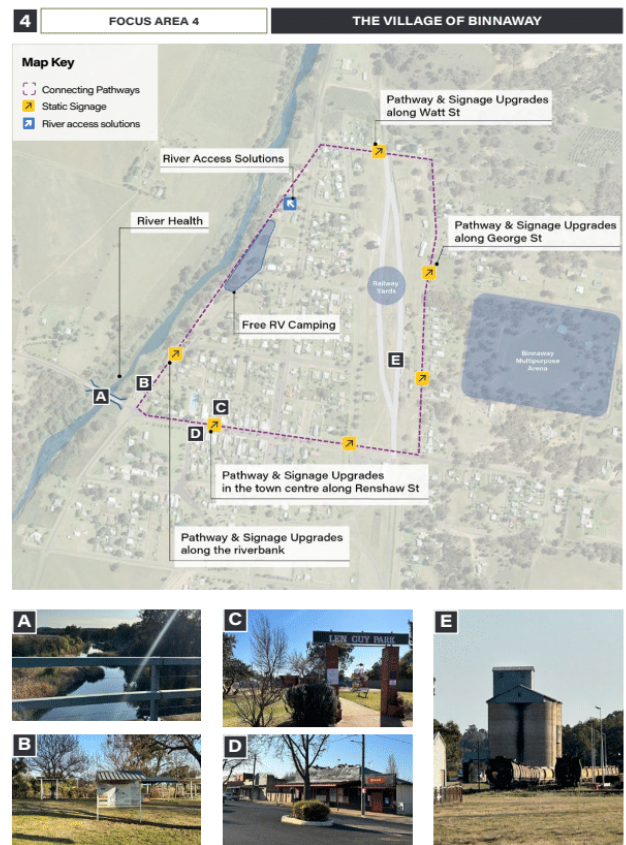 4
FOCUS AREA 4
THE VILLAGE OF BINNAWAY
Map Key
Connecting Pathways
Static Signage
River access solutions
Pathway & Signage Upgrades
along Watt St
River Access Solutions
River Health
Pathway & Signage Upgrades
along George St
Railway
Yards
Free RV Camping
Binnaway
Multipurpose
Arena
E
B
A
C
D
Pathway & Signage Upgrades
in the town centre along Renshaw St
Pathway & Signage Upgrades
along the riverbank
A
C
LEN GUY PARK
E
B
D